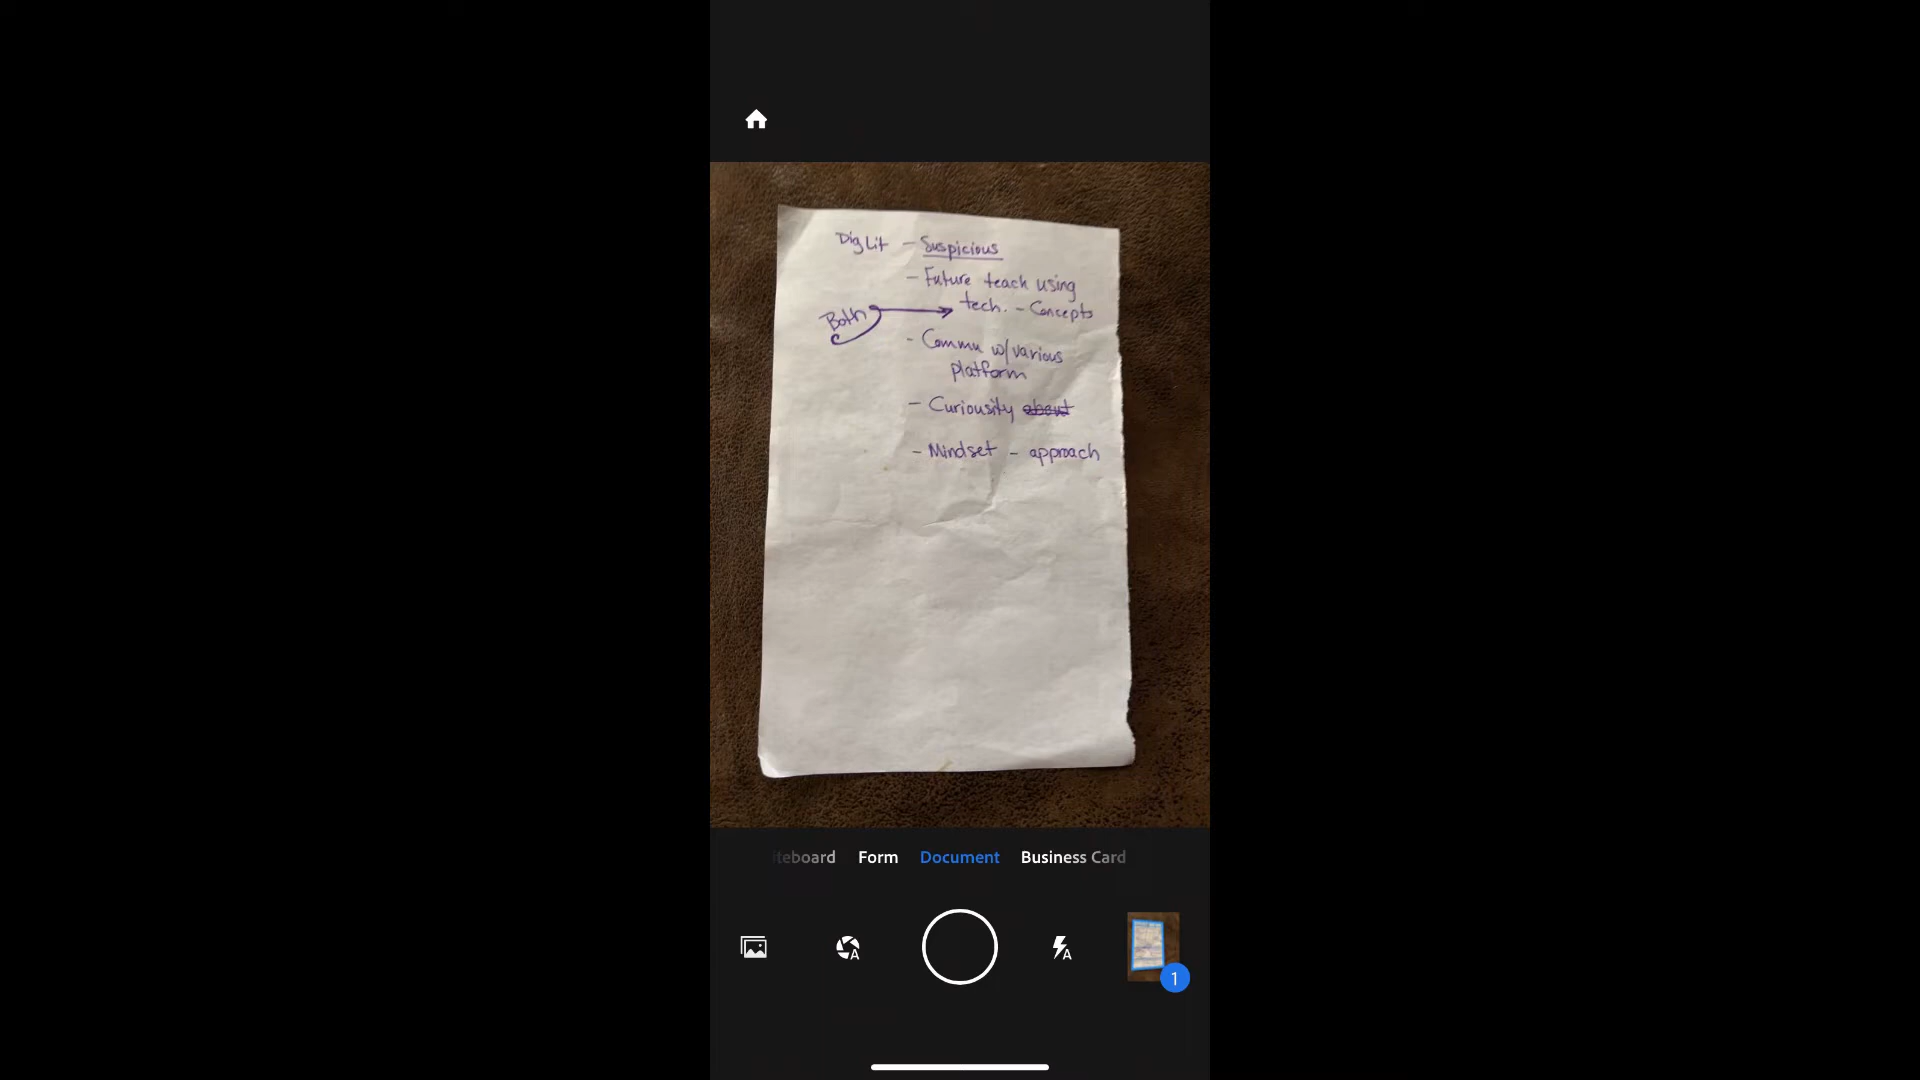 Dig Lit - Suspicious
- Future teach using
tech. - Concepts
Both
- Commu w/various
platform
- Curiousity about
- Mindset - approach
iteboard Form Document Business Card
1